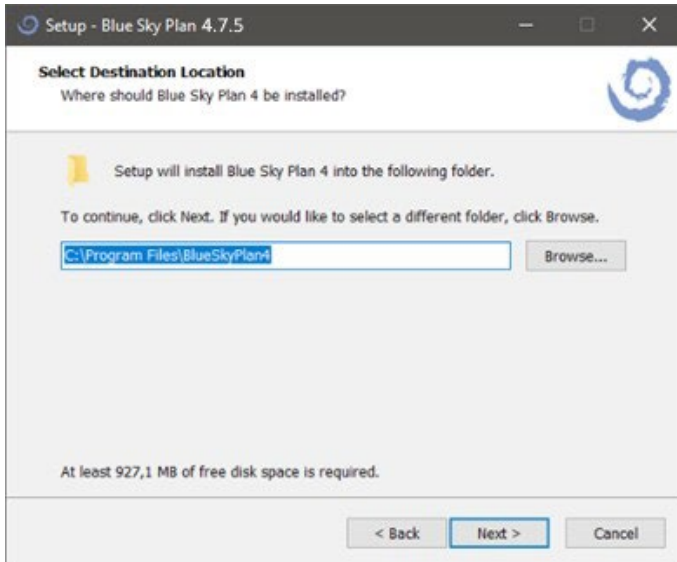 Setup - Blue Sky Plan 4.7.5
Select Destination Location
Where should Blue Sky Plan 4 be installed?
Setup will install Blue Sky Plan 4 into the following folder.
To continue, click Next. If you would like to select a different folder, click Browse.
C:\Program Files\BlueSkyPlan4
Browse...
At least 927,1 MB of free disk space is required.
< Back Next > Cancel